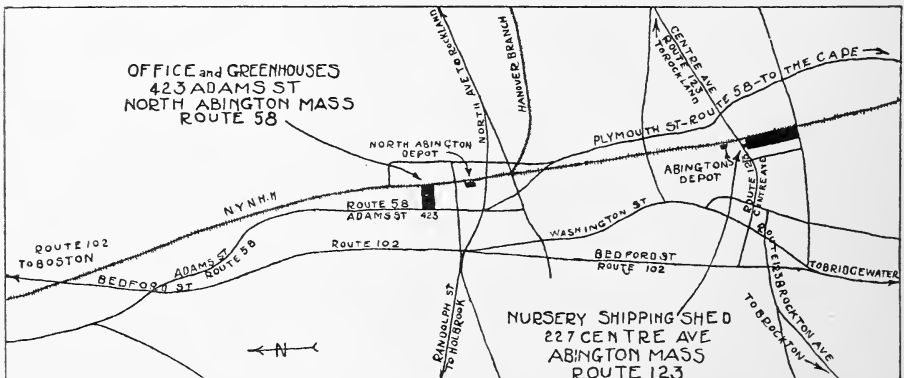 OFFICE and GREENHOUSES
423 ADAMS ST
NORTH ABINGTON MASS
ROUTE 58
NORTH AVE TO ROCKLAND
HANOVER BRANCH
CENTRE AVE
ROUTE 123
TO ROCKLAND
PLYMOUTH ST-ROUTE 58-TO THE CAPE
NORTH ABINGTON
DEPOT
ABINGTON
DEPOT
ROUTE 123
CENTRE AVE
N.Y.N.H.H
ROUTE 58
ADAMS ST 423
WASHINGTON ST
ROUTE 102
TO BOSTON
ADAMS ST
ROUTE 58
BEDFORD ST
ROUTE 102
BEDFORD ST
ROUTE 102
TO BRIDGEWATER
ROUTE 123 BROCKTON AVE
TO BROCKTON
RANDOLPH ST
TO HOLBROOK
N
NURSERY SHIPPING SHED
227 CENTRE AVE
ABINGTON MASS
ROUTE 123